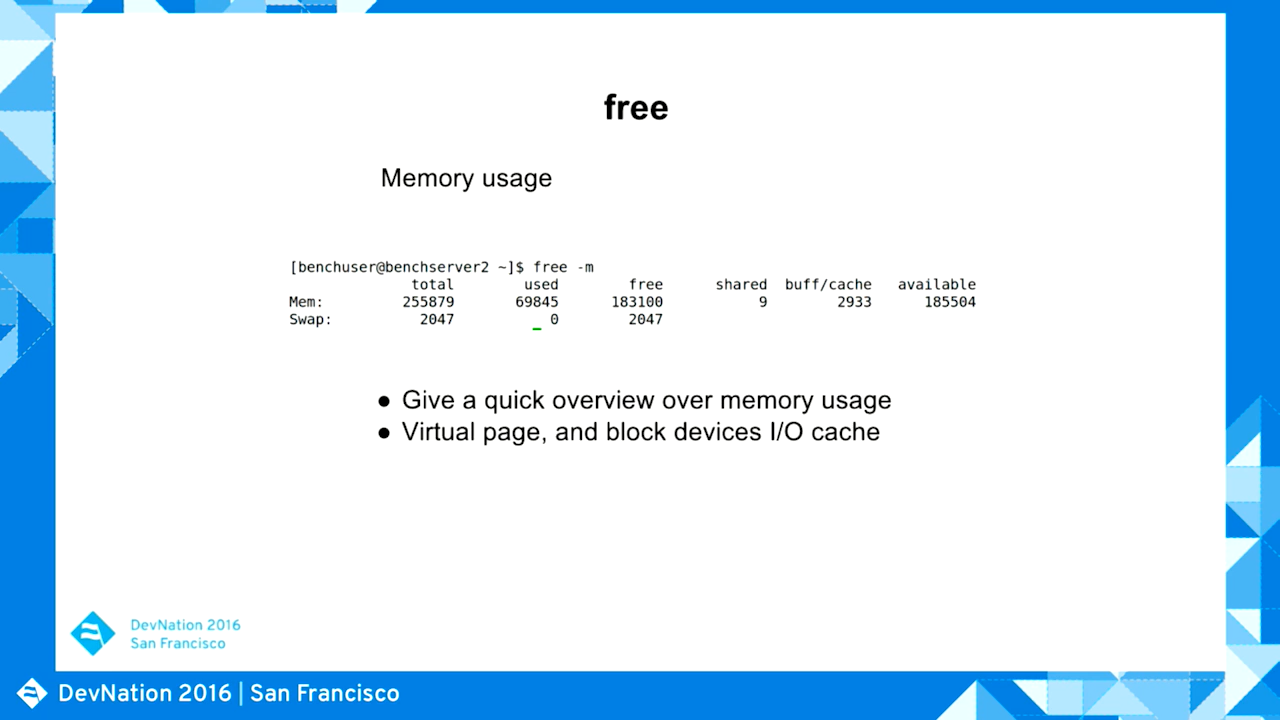 free
Memory usage
[benchuser@benchserver2 ~]$ free -m
total used free shared buff/cache available
Mem: 255879 69845 183100 9 2933 185504
Swap: 2047 0 2047
● Give a quick overview over memory usage
● Virtual page, and block devices I/O cache
DevNation 2016
San Francisco
DevNation 2016 | San Francisco